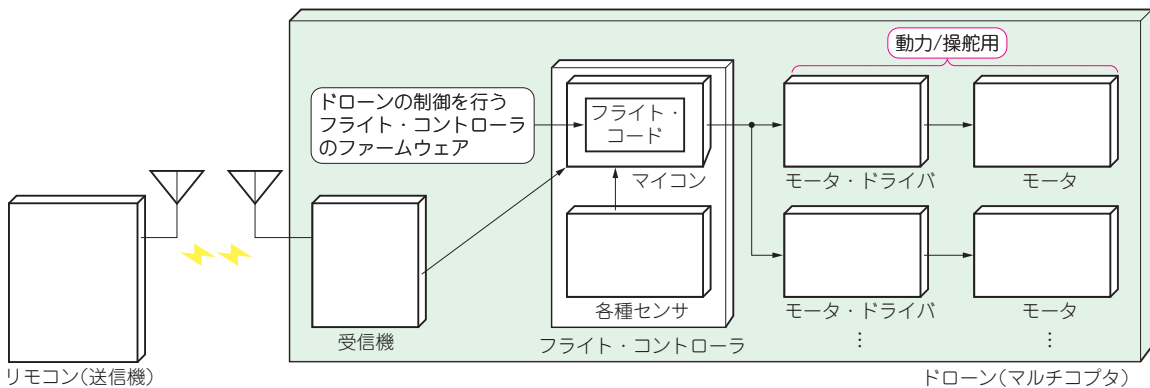 動力/操舵用
ドローンの制御を行う
フライト・コントローラ
のファームウェア
フライト・
コード
マイコン
モータ・ドライバ
モータ
各種センサ
モータ・ドライバ
モータ
受信機
フライト・コントローラ
⋮
⋮
リモコン(送信機)
ドローン(マルチコプタ)